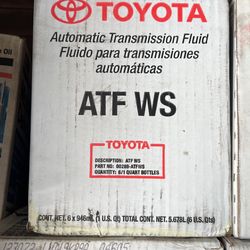 TOYOTA
Automatic Transmission Fluid
Fluido para transmisiones
automáticas
ATF WS
TOYOTA
DESCRIPTION: ATF WS
PART NO: 00289-ATFWS
QUANTITY: 6/1 QUART BOTTLES
CONT. NET. 6 x 946mL (1 U.S. Qt) TOTAL CONT. NET. 5.678L (6 U.S. Qts)